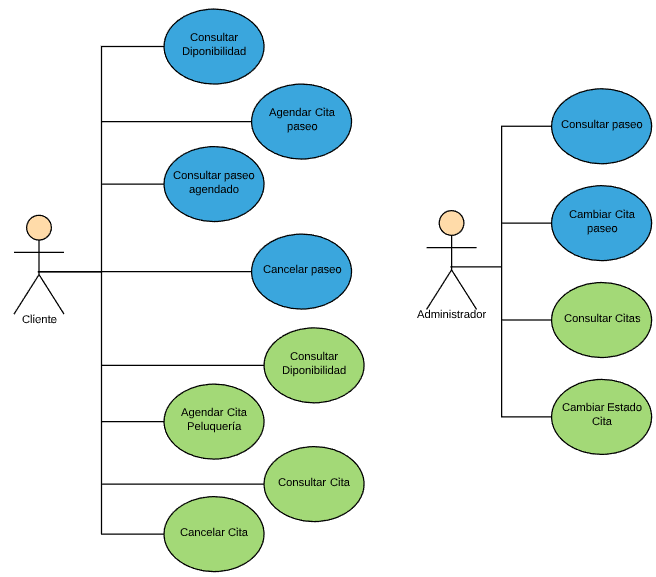 Consultar
Diponibilidad
Agendar Cita
paseo
Consultar paseo
agendado
Cancelar paseo
Cliente
Consultar
Diponibilidad
Agendar Cita
Peluquería
Consultar Cita
Cancelar Cita
Consultar paseo
Cambiar Cita
paseo
Administrador
Consultar Citas
Cambiar Estado
Cita